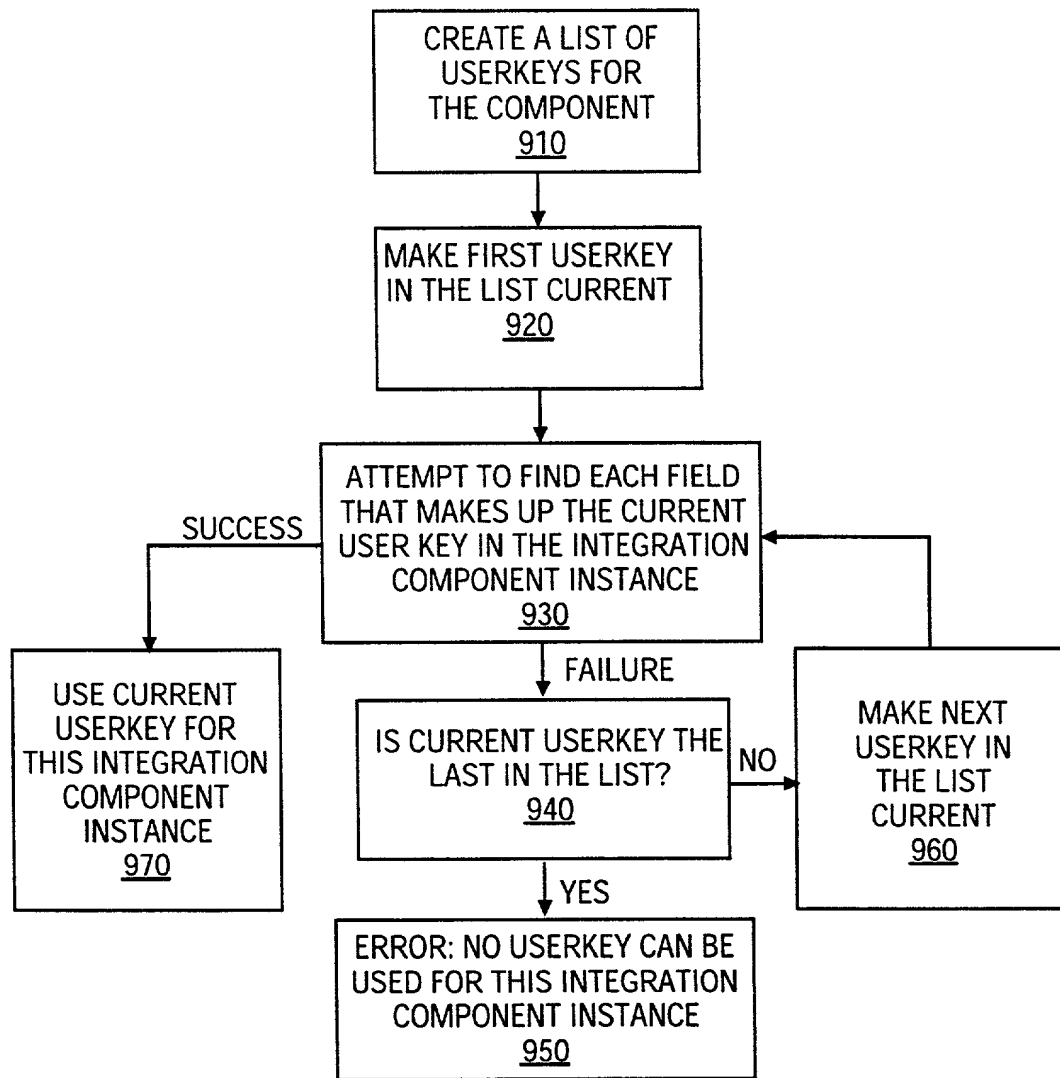 CREATE A LIST OF
USERKEYS FOR
THE COMPONENT
910
MAKE FIRST USERKEY
IN THE LIST CURRENT
920
ATTEMPT TO FIND EACH FIELD
THAT MAKES UP THE CURRENT
USER KEY IN THE INTEGRATION
COMPONENT INSTANCE
930
SUCCESS
FAILURE
USE CURRENT
USERKEY FOR
THIS INTEGRATION
COMPONENT
INSTANCE
970
IS CURRENT USERKEY THE
LAST IN THE LIST?
940
NO
MAKE NEXT
USERKEY IN
THE LIST
CURRENT
960
YES
ERROR: NO USERKEY CAN BE
USED FOR THIS INTEGRATION
COMPONENT INSTANCE
950